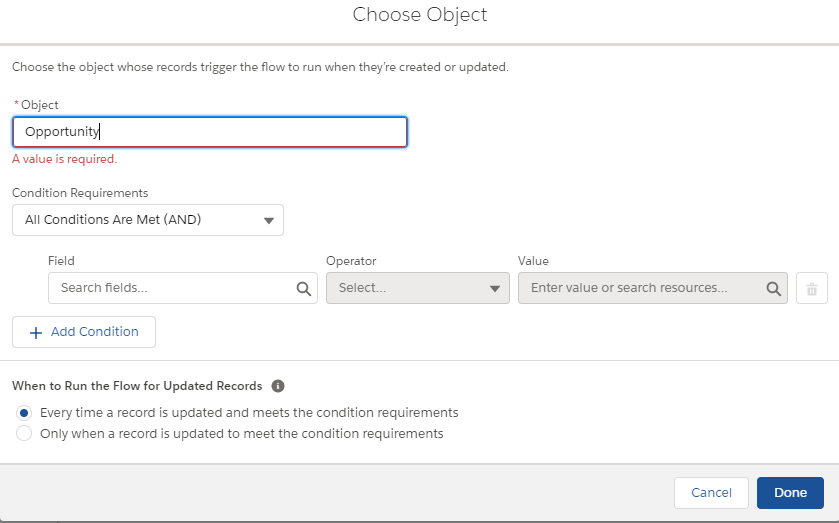 Choose Object
Choose the object whose records trigger the flow to run when they're created or updated.
* Object
Opportunity
A value is required.
Condition Requirements
All Conditions Are Met (AND)
Field Operator Value
Search fields... Select... Enter value or search resources...
+ Add Condition
When to Run the Flow for Updated Records i
Every time a record is updated and meets the condition requirements
Only when a record is updated to meet the condition requirements
Cancel Done